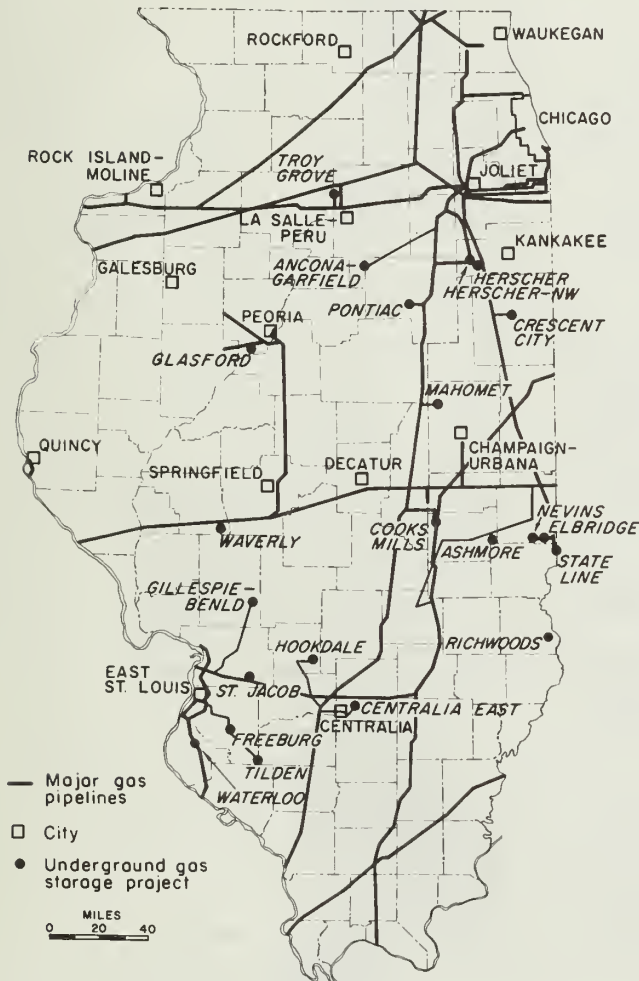 ROCKFORD
WAUKEGAN
CHICAGO
ROCK ISLAND-
MOLINE
TROY
GROVE
JOLIET
LA SALLE-
PERU
KANKAKEE
GALESBURG
ANCONA-
GARFIELD
HERSCHER
HERSCHER-NW
PONTIAC
CRESCENT
CITY
PEORIA
GLASFORD
MAHOMET
QUINCY
CHAMPAIGN-
URBANA
SPRINGFIELD
DECATUR
NEVINS
ELBRIDGE
WAVERLY
COOKS
MILLS
ASHMORE
STATE
LINE
GILLESPIE-
BENLD
HOOKDALE
RICHWOODS
EAST
ST. LOUIS
ST. JACOB
CENTRALIA EAST
CENTRALIA
FREEBURG
TILDEN
WATERLOO
Major gas
pipelines
City
Underground gas
storage project
MILES
0 20 40